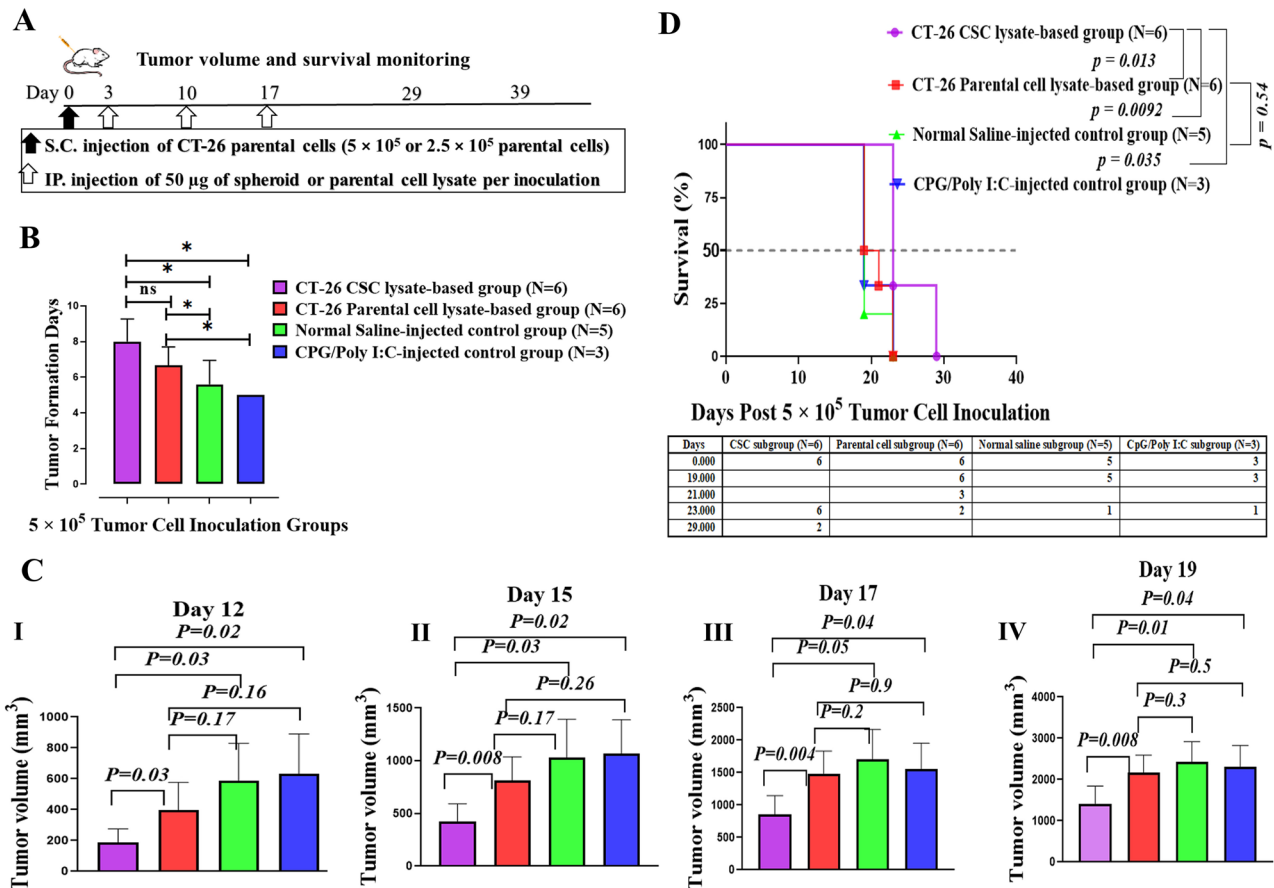 A
Tumor volume and survival monitoring
Day 0 3 10 17 29 39
S.C. injection of CT-26 parental cells (5 × 10⁵ or 2.5 × 10⁵ parental cells)
IP. injection of 50 µg of spheroid or parental cell lysate per inoculation
B
*
*
ns
*
*
CT-26 CSC lysate-based group (N=6)
CT-26 Parental cell lysate-based group (N=6)
Normal Saline-injected control group (N=5)
CPG/Poly I:C-injected control group (N=3)
Tumor Formation Days
10
8
6
4
2
0
5 × 10⁵ Tumor Cell Inoculation Groups
D
CT-26 CSC lysate-based group (N=6)
p = 0.013
CT-26 Parental cell lysate-based group (N=6)
p = 0.0092
Normal Saline-injected control group (N=5)
p = 0.035
CPG/Poly I:C-injected control group (N=3)
p = 0.54
Survival (%)
100
75
50
25
0
0 10 20 30 40
Days Post 5 × 10⁵ Tumor Cell Inoculation
Days CSC subgroup (N=6) Parental cell subgroup (N=6) Normal saline subgroup (N=5) CpG/Poly I:C subgroup (N=3)
0.000 6 6 5 3
19.000 6 5 3
21.000 3
23.000 6 2 1 1
29.000 2
C
I
Day 12
P=0.02
P=0.03
P=0.16
P=0.17
P=0.03
Tumor volume (mm³)
1000
800
600
400
200
0
II
Day 15
P=0.02
P=0.03
P=0.26
P=0.17
P=0.008
Tumor volume (mm³)
1500
1000
500
0
III
Day 17
P=0.04
P=0.05
P=0.9
P=0.2
P=0.004
Tumor volume (mm³)
2500
2000
1500
1000
500
0
IV
Day 19
P=0.04
P=0.01
P=0.5
P=0.3
P=0.008
Tumor volume (mm³)
4000
3000
2000
1000
0